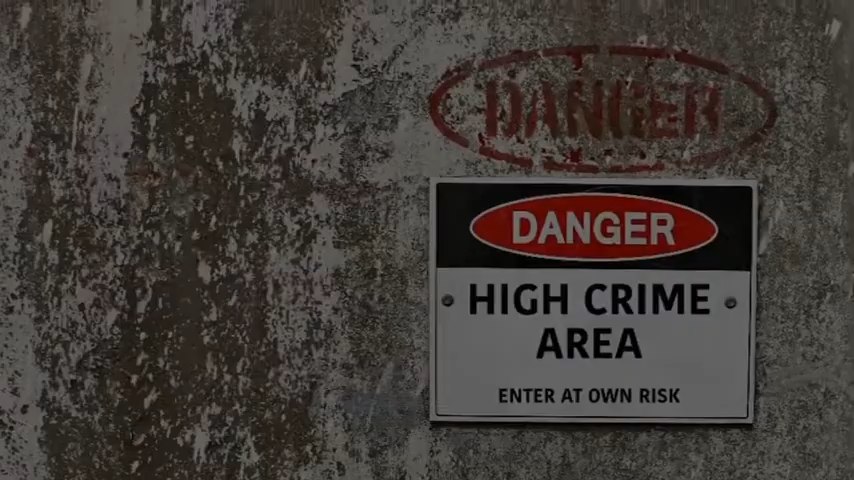 DANGER
DANGER
HIGH CRIME
AREA
ENTER AT OWN RISK